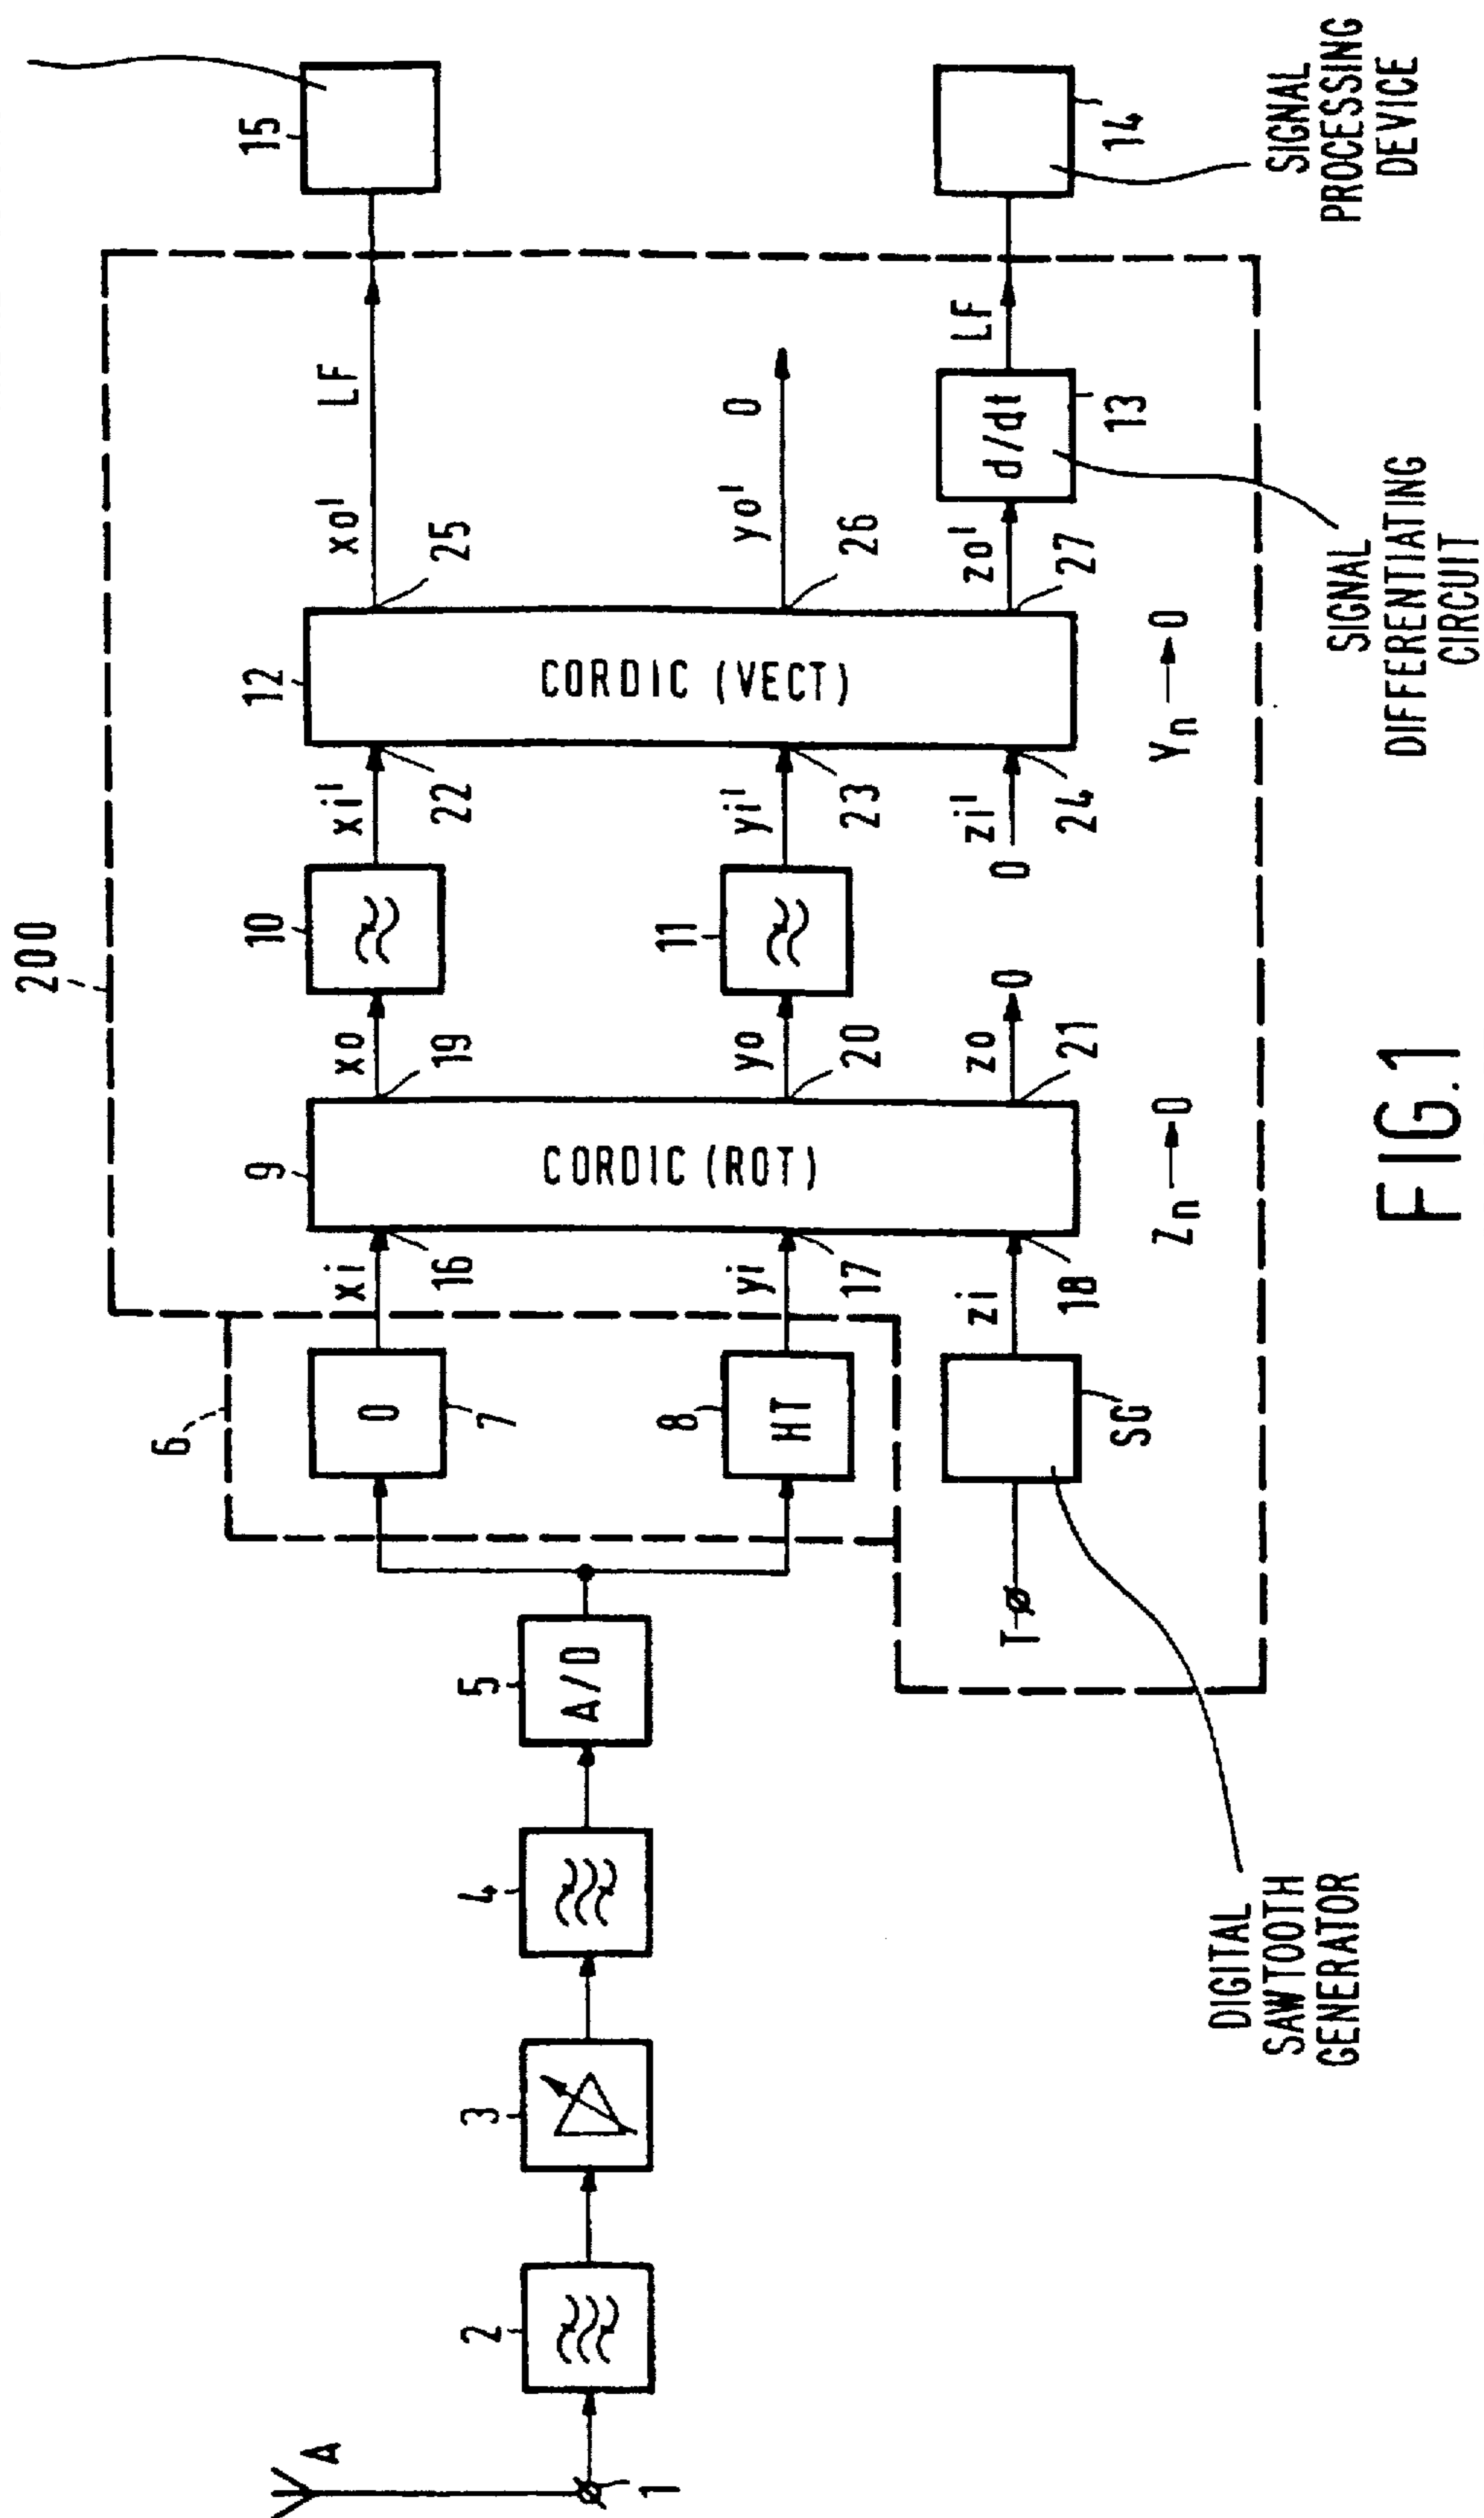 200
15
12
10
9
6
LF
xo'
xi'
xo
xi
25
22
19
16
0
7
A
1
2
3
4
5
A/D
CORDIC (VECT)
CORDIC (ROT)
0
yo'
26
11
yi'
23
yo
20
yi
17
8
HT
LF
d/dt
13
14
zo'
27
zi'
0
24
zo
0
21
zi
18
SG
T
Yn → 0
Zn → 0
SIGNAL
PROCESSING
DEVICE
SIGNAL
DIFFERENTIATING
CIRCUIT
DIGITAL
SAWTOOTH
GENERATOR
FIG.1